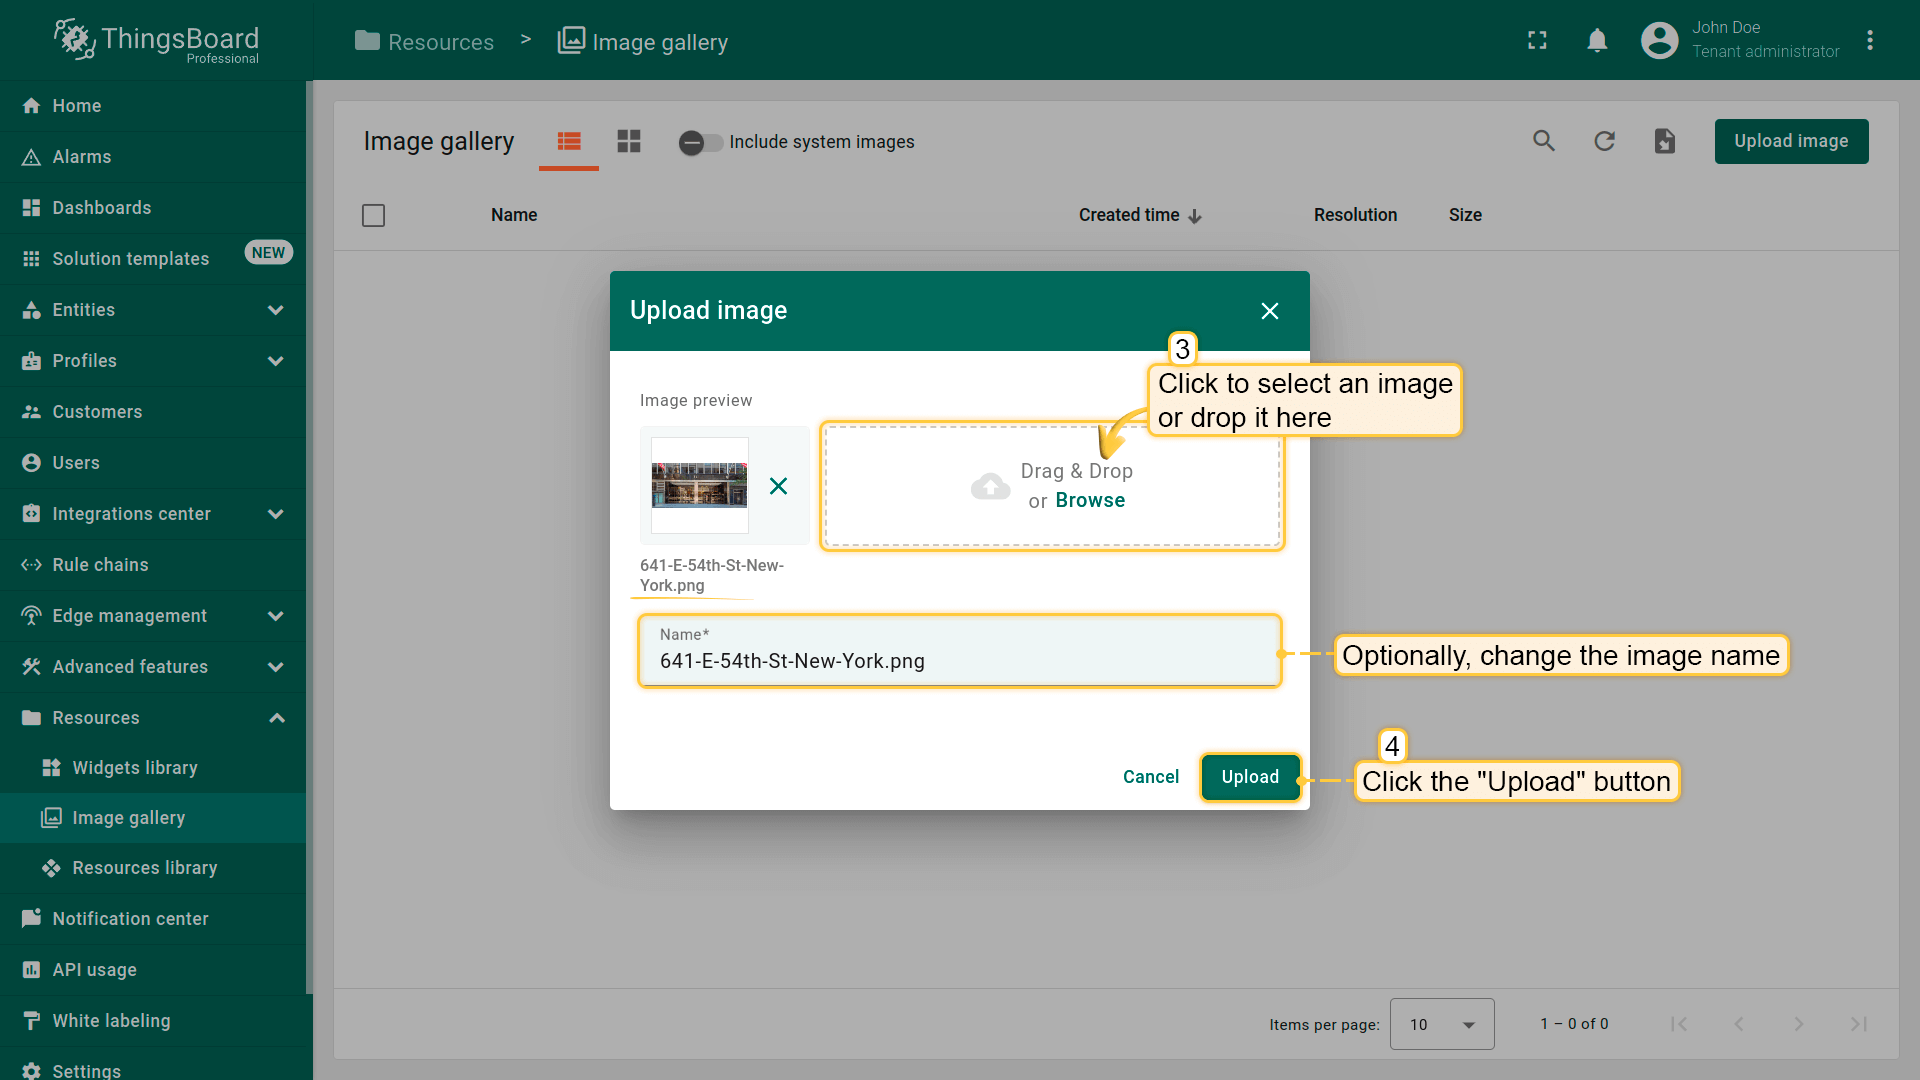 ThingsBoard
Professional
Resources > Image gallery
John Doe
Tenant administrator
Home
Alarms
Dashboards
Solution templates NEW
Entities
Profiles
Customers
Users
Integrations center
Rule chains
Edge management
Advanced features
Resources
Widgets library
Image gallery
Resources library
Notification center
API usage
White labeling
Settings
Image gallery
Include system images
Upload image
Name
Created time
Resolution
Size
Upload image
3
Click to select an image
or drop it here
Image preview
Drag & Drop
or Browse
641-E-54th-St-New-
York.png
Name*
641-E-54th-St-New-York.png
Optionally, change the image name
Cancel
Upload
4
Click the "Upload" button
Items per page: 10
1 – 0 of 0